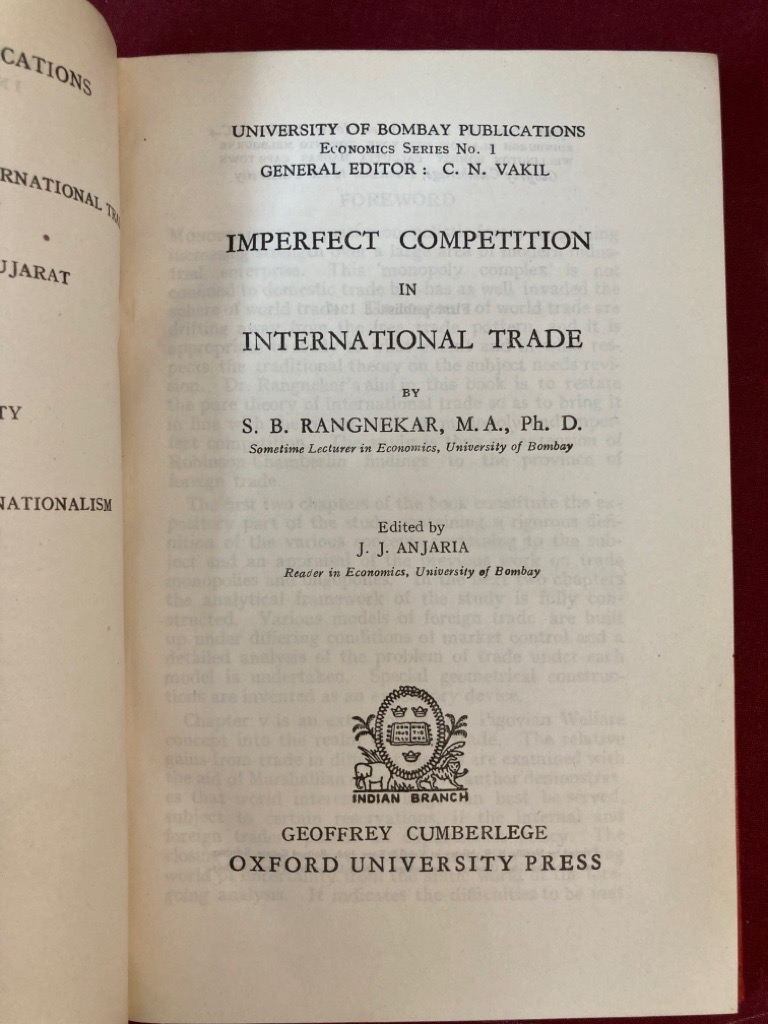 CATIONS
RNATIONAL TRA
UJARAT
TY
NATIONALISM
UNIVERSITY OF BOMBAY PUBLICATIONS
ECONOMICS SERIES NO. 1
GENERAL EDITOR : C. N. VAKIL
IMPERFECT COMPETITION
IN
INTERNATIONAL TRADE
BY
S. B. RANGNEKAR, M.A., Ph. D.
Sometime Lecturer in Economics, University of Bombay
Edited by
J. J. ANJARIA
Reader in Economics, University of Bombay
INDIAN BRANCH
GEOFFREY CUMBERLEGE
OXFORD UNIVERSITY PRESS